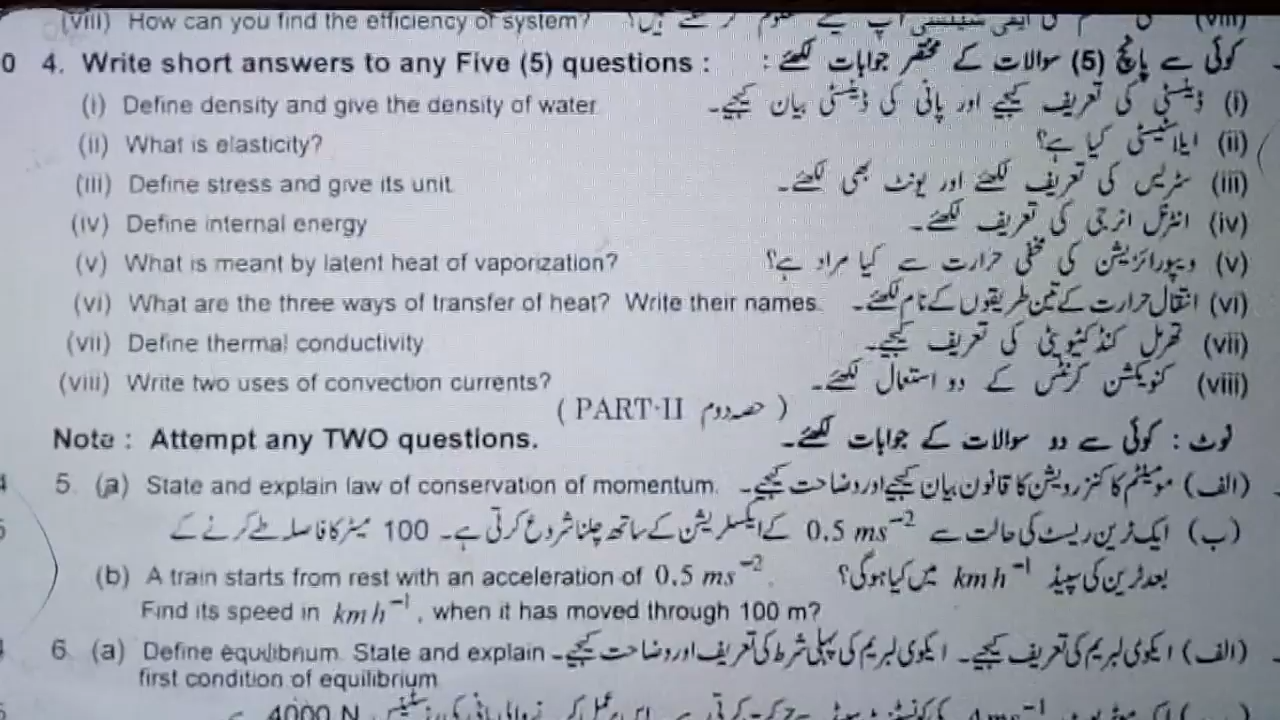 (viii) How can you find the efficiency of system?
4. Write short answers to any Five (5) questions : کوئی سے پانچ (5) سوالات کے مختصر جوابات لکھئے :
(i) Define density and give the density of water (i) ڈینسٹی کی تعریف کیجیے اور پانی کی ڈینسٹی بیان کیجیے۔
(ii) What is elasticity? (ii) ایلاسٹیسٹی کیا ہے؟
(iii) Define stress and give its unit (iii) سٹریس کی تعریف لکھئے اور یونٹ بھی لکھئے۔
(iv) Define internal energy (iv) انٹرنل انرجی کی تعریف لکھئے۔
(v) What is meant by latent heat of vaporization? (v) ویپورائزیشن کی مخفی حرارت سے کیا مراد ہے؟
(vi) What are the three ways of transfer of heat? Write their names. (vi) انتقال حرارت کے تین طریقوں کے نام لکھئے۔
(vii) Define thermal conductivity (vii) تھرمل کنڈکٹیویٹی کی تعریف کیجیے۔
(viii) Write two uses of convection currents? (viii) کنویکشن کرنٹس کے دو استعمال لکھئے۔
( PART-II حصہ دوم )
Note : Attempt any TWO questions. نوٹ : کوئی سے دو سوالات کے جوابات لکھئے۔
5. (a) State and explain law of conservation of momentum. (الف) مومینٹم کا کنزرویشن کا قانون بیان کیجیے اور وضاحت کیجیے۔
(ب) ایک ٹرین ریسٹ کی حالت سے 0.5 ms⁻² کے ایکسلریشن کے ساتھ چلنا شروع کرتی ہے۔ 100 میٹر کا فاصلہ طے کرنے کے
(b) A train starts from rest with an acceleration of 0.5 ms⁻². بعد ٹرین کی سپیڈ km h⁻¹ میں کیا ہوگی؟
Find its speed in km h⁻¹, when it has moved through 100 m?
6. (a) Define equilibrium. State and explain (الف) ایکوی لبریم کی تعریف کیجیے۔ ایکوی لبریم کی پہلی شرط کی تعریف اور وضاحت کیجیے۔
first condition of equilibrium
4000 N